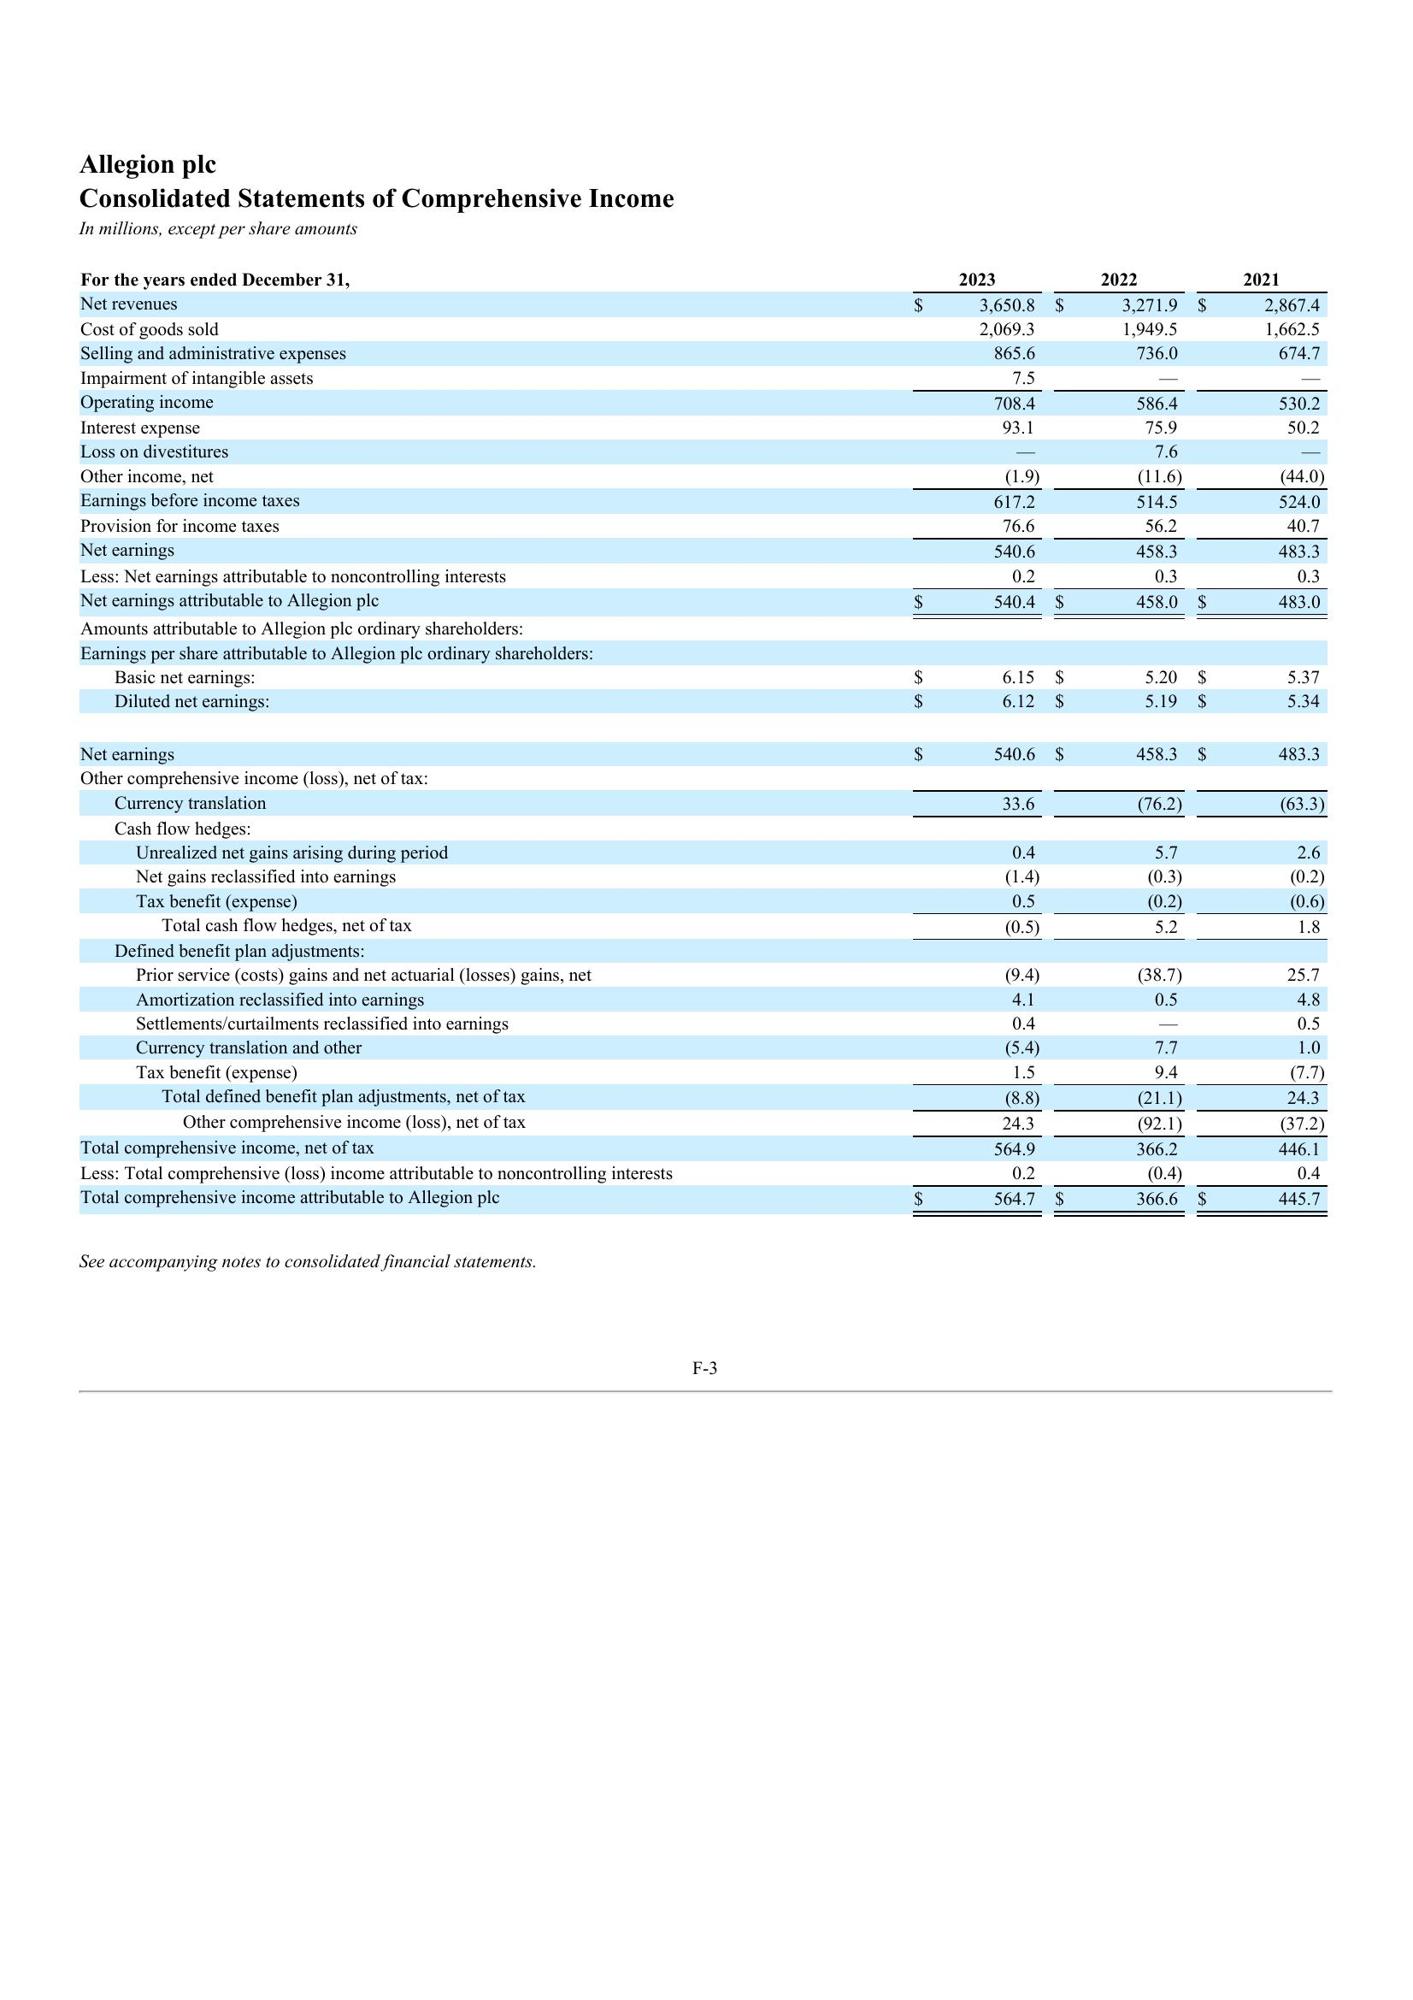 Allegion plc
Consolidated Statements of Comprehensive Income
In millions, except per share amounts
For the years ended December 31, 2023 2022 2021
Net revenues $ 3,650.8 $ 3,271.9 $ 2,867.4
Cost of goods sold 2,069.3 1,949.5 1,662.5
Selling and administrative expenses 865.6 736.0 674.7
Impairment of intangible assets 7.5 — —
Operating income 708.4 586.4 530.2
Interest expense 93.1 75.9 50.2
Loss on divestitures — 7.6 —
Other income, net (1.9) (11.6) (44.0)
Earnings before income taxes 617.2 514.5 524.0
Provision for income taxes 76.6 56.2 40.7
Net earnings 540.6 458.3 483.3
Less: Net earnings attributable to noncontrolling interests 0.2 0.3 0.3
Net earnings attributable to Allegion plc $ 540.4 $ 458.0 $ 483.0
Amounts attributable to Allegion plc ordinary shareholders:
Earnings per share attributable to Allegion plc ordinary shareholders:
Basic net earnings: $ 6.15 $ 5.20 $ 5.37
Diluted net earnings: $ 6.12 $ 5.19 $ 5.34
Net earnings $ 540.6 $ 458.3 $ 483.3
Other comprehensive income (loss), net of tax:
Currency translation 33.6 (76.2) (63.3)
Cash flow hedges:
Unrealized net gains arising during period 0.4 5.7 2.6
Net gains reclassified into earnings (1.4) (0.3) (0.2)
Tax benefit (expense) 0.5 (0.2) (0.6)
Total cash flow hedges, net of tax (0.5) 5.2 1.8
Defined benefit plan adjustments:
Prior service (costs) gains and net actuarial (losses) gains, net (9.4) (38.7) 25.7
Amortization reclassified into earnings 4.1 0.5 4.8
Settlements/curtailments reclassified into earnings 0.4 — 0.5
Currency translation and other (5.4) 7.7 1.0
Tax benefit (expense) 1.5 9.4 (7.7)
Total defined benefit plan adjustments, net of tax (8.8) (21.1) 24.3
Other comprehensive income (loss), net of tax 24.3 (92.1) (37.2)
Total comprehensive income, net of tax 564.9 366.2 446.1
Less: Total comprehensive (loss) income attributable to noncontrolling interests 0.2 (0.4) 0.4
Total comprehensive income attributable to Allegion plc $ 564.7 $ 366.6 $ 445.7
See accompanying notes to consolidated financial statements.
F-3